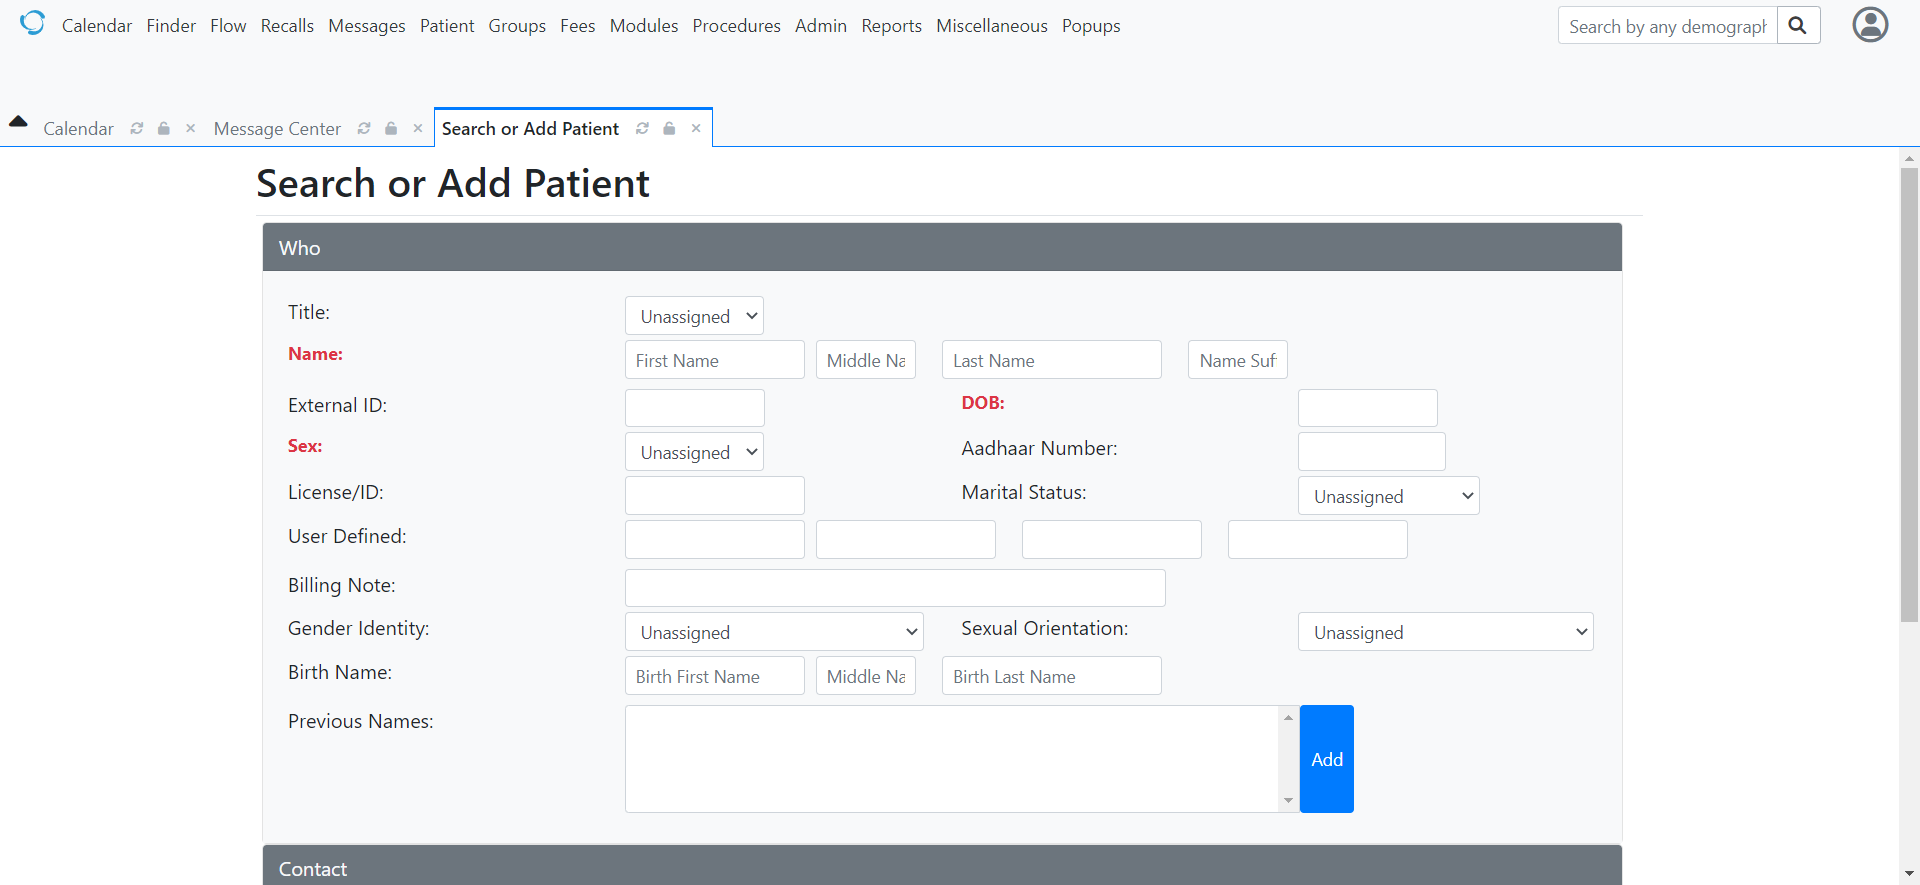 Calendar Finder Flow Recalls Messages Patient Groups Fees Modules Procedures Admin Reports Miscellaneous Popups
Search by any demograph
Calendar Message Center Search or Add Patient
Search or Add Patient
Who
Title: Unassigned
Name: First Name Middle Na Last Name Name Suf
External ID: DOB:
Sex: Unassigned Aadhaar Number:
License/ID: Marital Status: Unassigned
User Defined:
Billing Note:
Gender Identity: Unassigned Sexual Orientation: Unassigned
Birth Name: Birth First Name Middle Na Birth Last Name
Previous Names:
Add
Contact